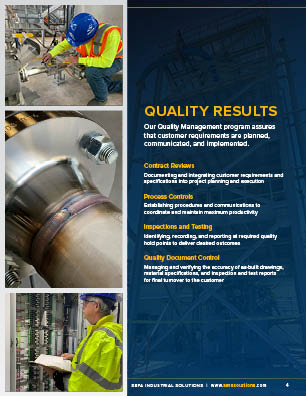 QUALITY RESULTS
Our Quality Management program assures
that customer requirements are planned,
communicated, and implemented.
Contract Reviews
Documenting and integrating customer requirements and
specifications into project planning and execution
Process Controls
Establishing procedures and communications to
coordinate and maintain maximum productivity
Inspections and Testing
Identifying, recording, and reporting at required quality
hold points to deliver desired outcomes
Quality Document Control
Managing and verifying the accuracy of as-built drawings,
material specifications, and inspection and test reports
for final turnover to the customer
INDUSTRIAL SOLUTIONS | 4